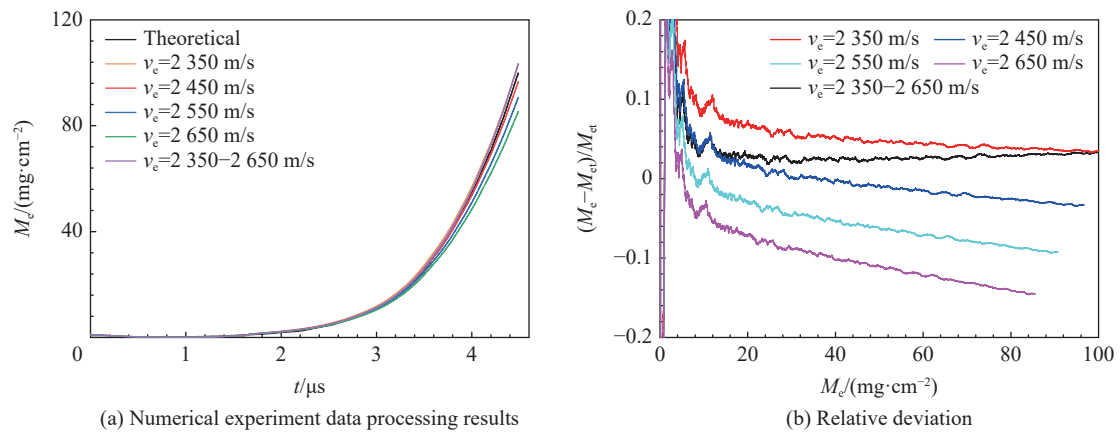 120
80
40
0
Theoretical
vₑ=2 350 m/s
vₑ=2 450 m/s
vₑ=2 550 m/s
vₑ=2 650 m/s
vₑ=2 350−2 650 m/s
Mₑ/(mg·cm⁻²)
1 2 3 4
t/μs
(a) Numerical experiment data processing results
0.2
0.1
0
−0.1
−0.2
vₑ=2 350 m/s vₑ=2 450 m/s
vₑ=2 550 m/s vₑ=2 650 m/s
vₑ=2 350−2 650 m/s
(Mₑ−Mₑₜ)/Mₑₜ
0 20 40 60 80 100
Mₑ/(mg·cm⁻²)
(b) Relative deviation